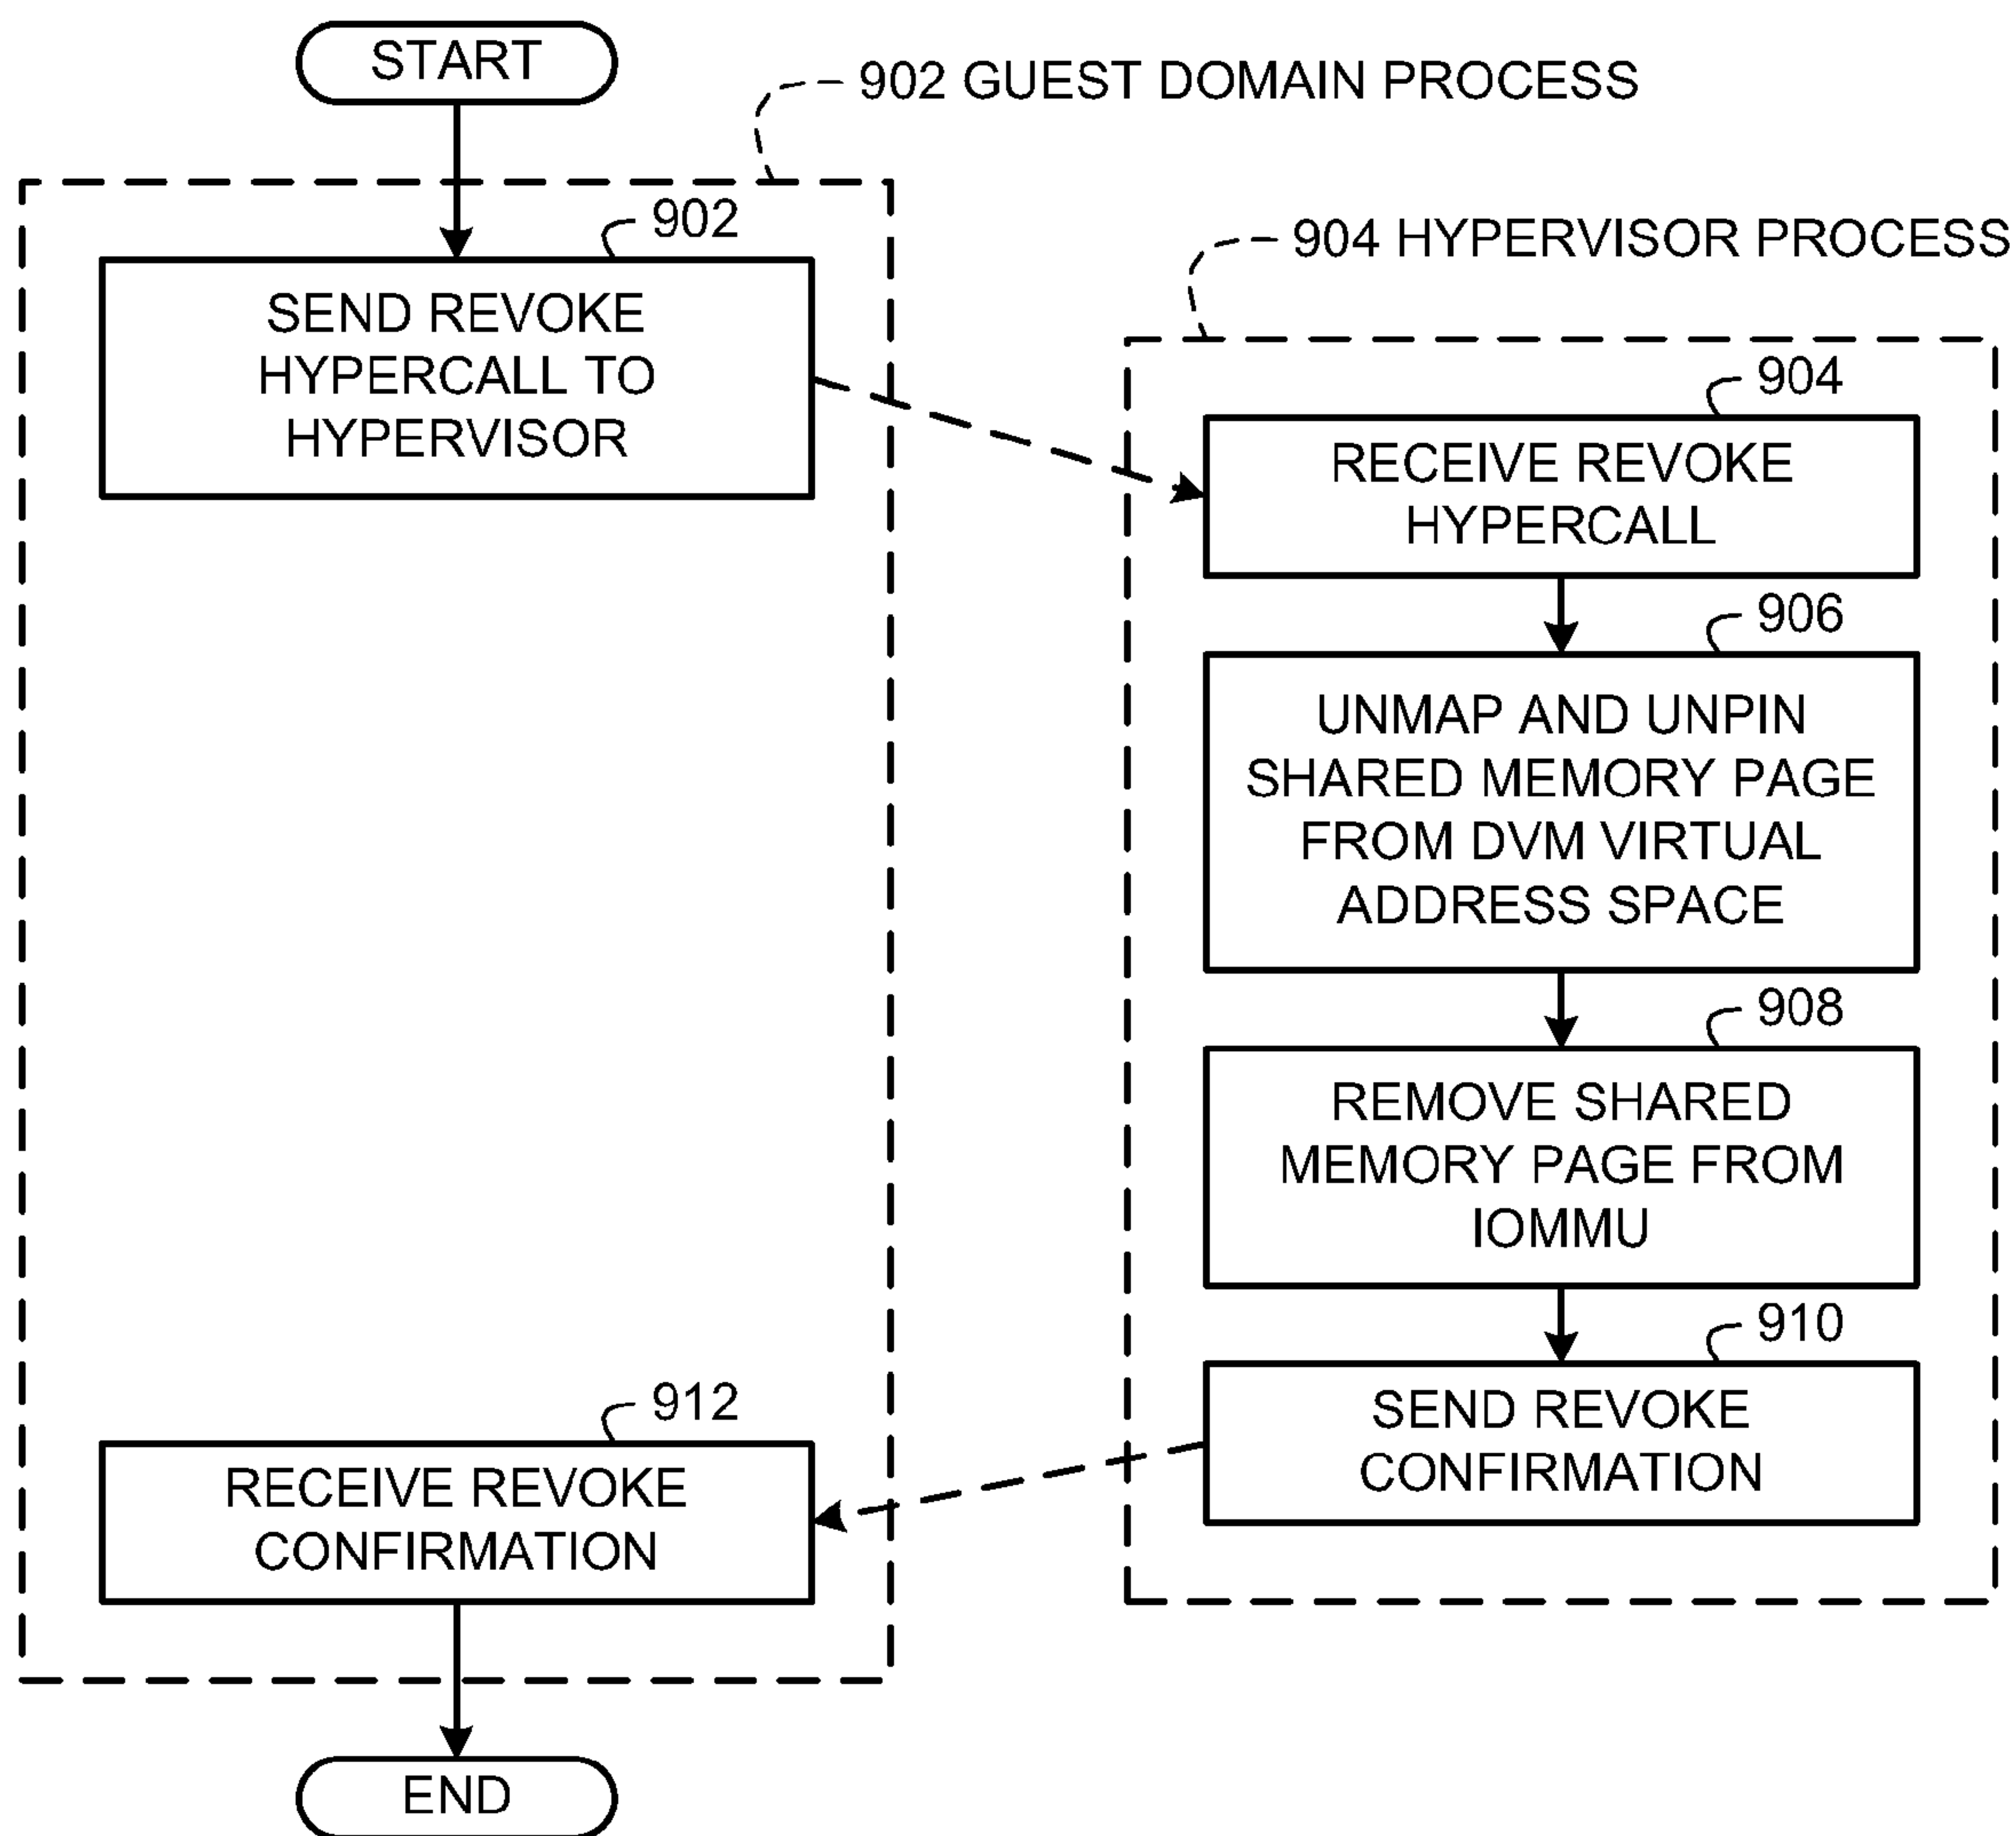 START
902 GUEST DOMAIN PROCESS
902
SEND REVOKE
HYPERCALL TO
HYPERVISOR
904 HYPERVISOR PROCESS
904
RECEIVE REVOKE
HYPERCALL
906
UNMAP AND UNPIN
SHARED MEMORY PAGE
FROM DVM VIRTUAL
ADDRESS SPACE
908
REMOVE SHARED
MEMORY PAGE FROM
IOMMU
910
SEND REVOKE
CONFIRMATION
912
RECEIVE REVOKE
CONFIRMATION
END